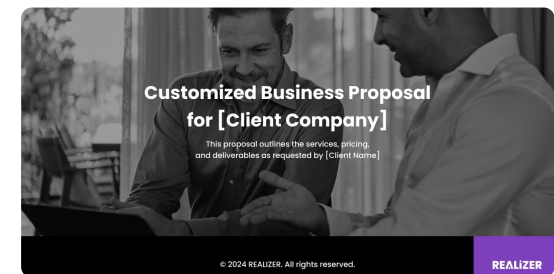 Customized Business Proposal
for [Client Company]
This proposal outlines the services, pricing,
and deliverables as requested by [Client Name]
© 2024 REALIZER. All rights reserved.
REALiZER